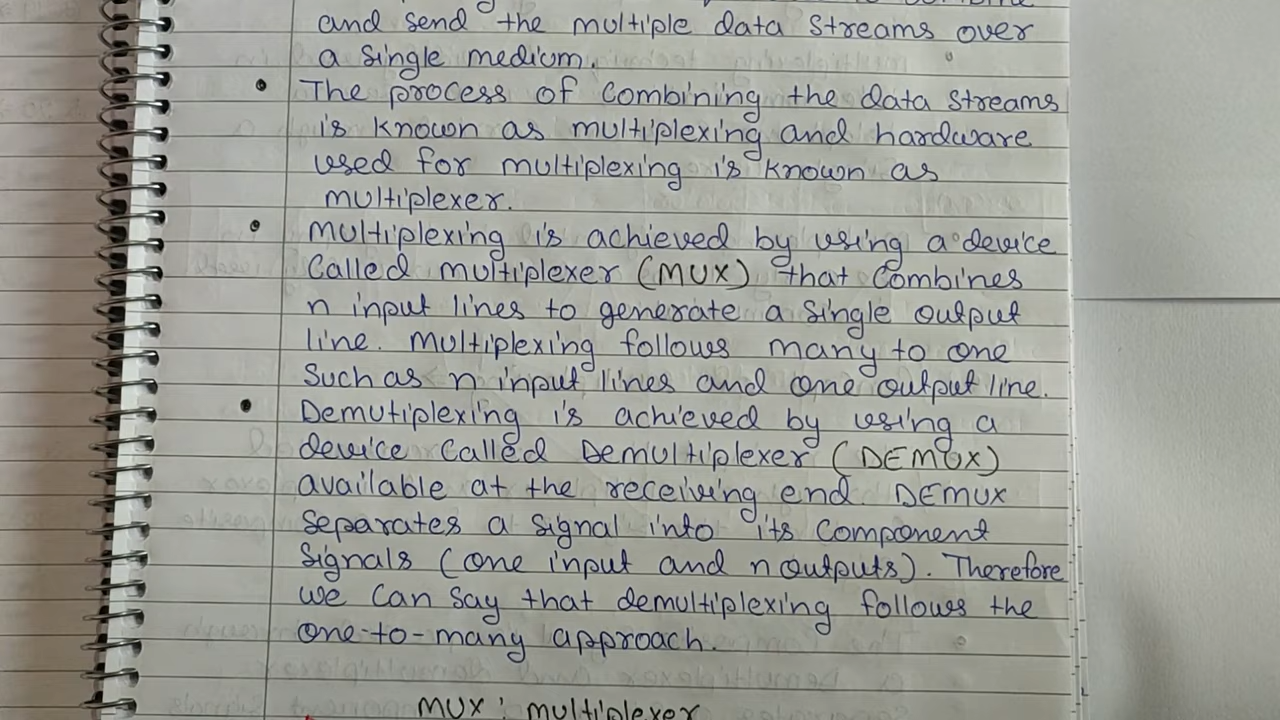 and send the multiple data streams over
a single medium.
• The process of combining the data streams
is known as multiplexing and hardware
used for multiplexing is known as
multiplexer.
• Multiplexing is achieved by using a device
called multiplexer (MUX) that combines
n input lines to generate a single output
line. Multiplexing follows many to one
such as n input lines and one output line.
• Demutiplexing is achieved by using a
device called Demultiplexer (DEMUX)
available at the receiving end. DEMUX
separates a signal into its component
signals (one input and n outputs). Therefore
we can say that demultiplexing follows the
one-to-many approach.
MUX : multiplexer